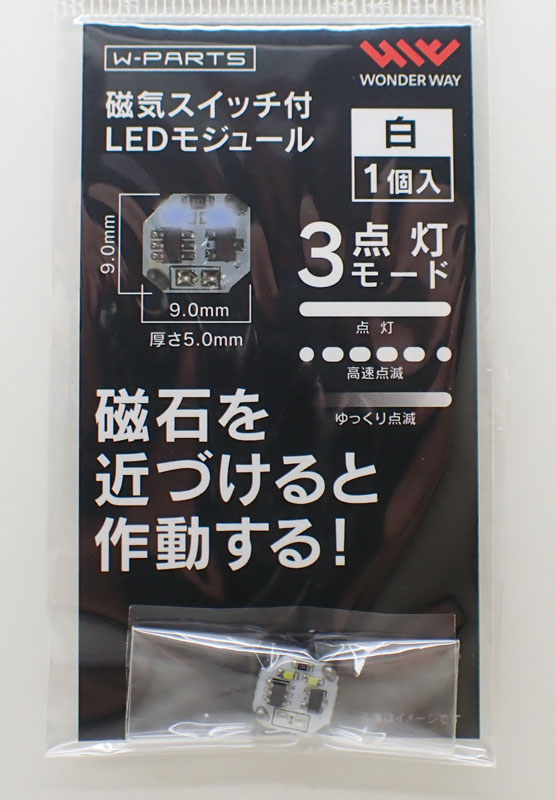 W-PARTS
WONDER WAY
磁気スイッチ付
LEDモジュール
白
1個入
9.0mm
9.0mm
厚さ5.0mm
3点灯
モード
点灯
高速点滅
ゆっくり点滅
磁石を
近づけると
作動する!
画像はイメージです